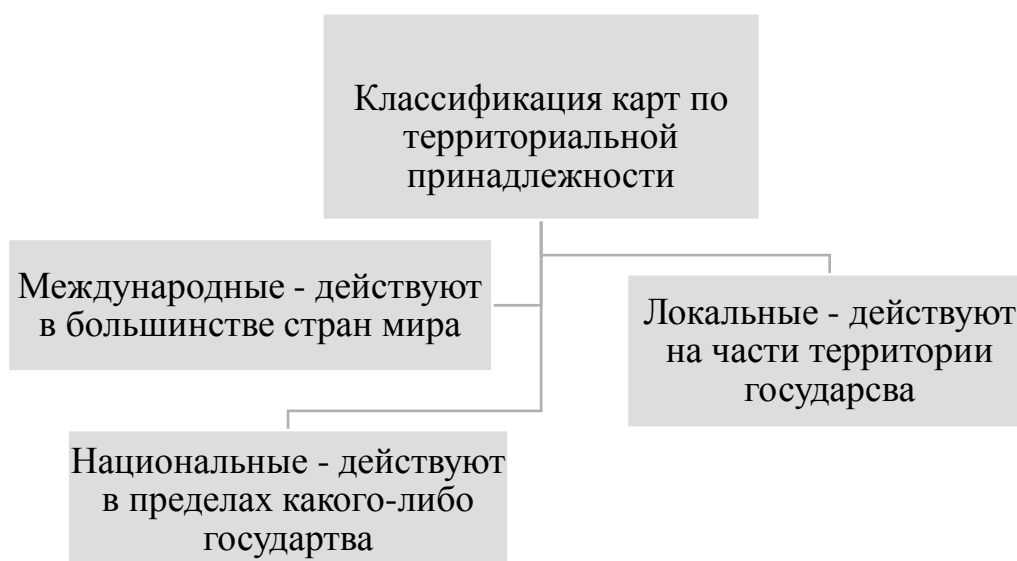 Классификация карт по
территориальной
принадлежности
Международные - действуют
в большинстве стран мира
Локальные - действуют
на части территории
государсва
Национальные - действуют
в пределах какого-либо
государтва